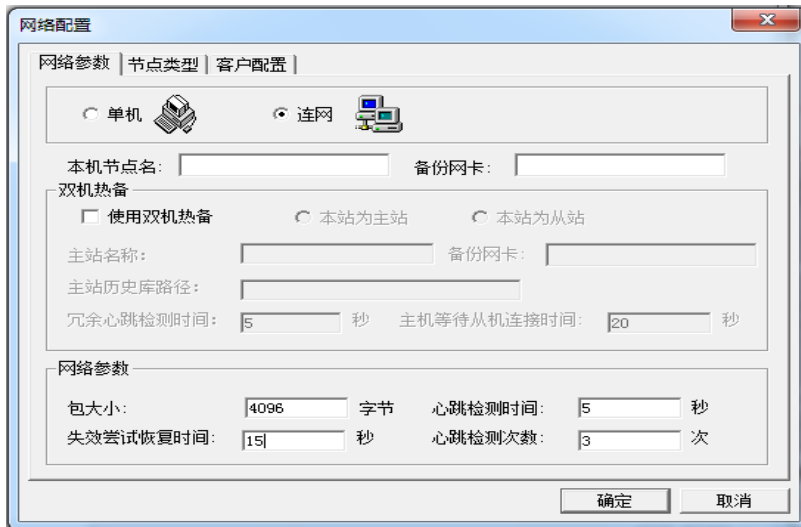 网络配置
网络参数 节点类型 客户配置
单机 连网
本机节点名: 备份网卡:
双机热备
使用双机热备 本站为主站 本站为从站
主站名称: 备份网卡:
主站历史库路径:
冗余心跳检测时间: 5 秒 主机等待从机连接时间: 20 秒
网络参数
包大小: 4096 字节 心跳检测时间: 5 秒
失效尝试恢复时间: 15 秒 心跳检测次数: 3 次
确定 取消